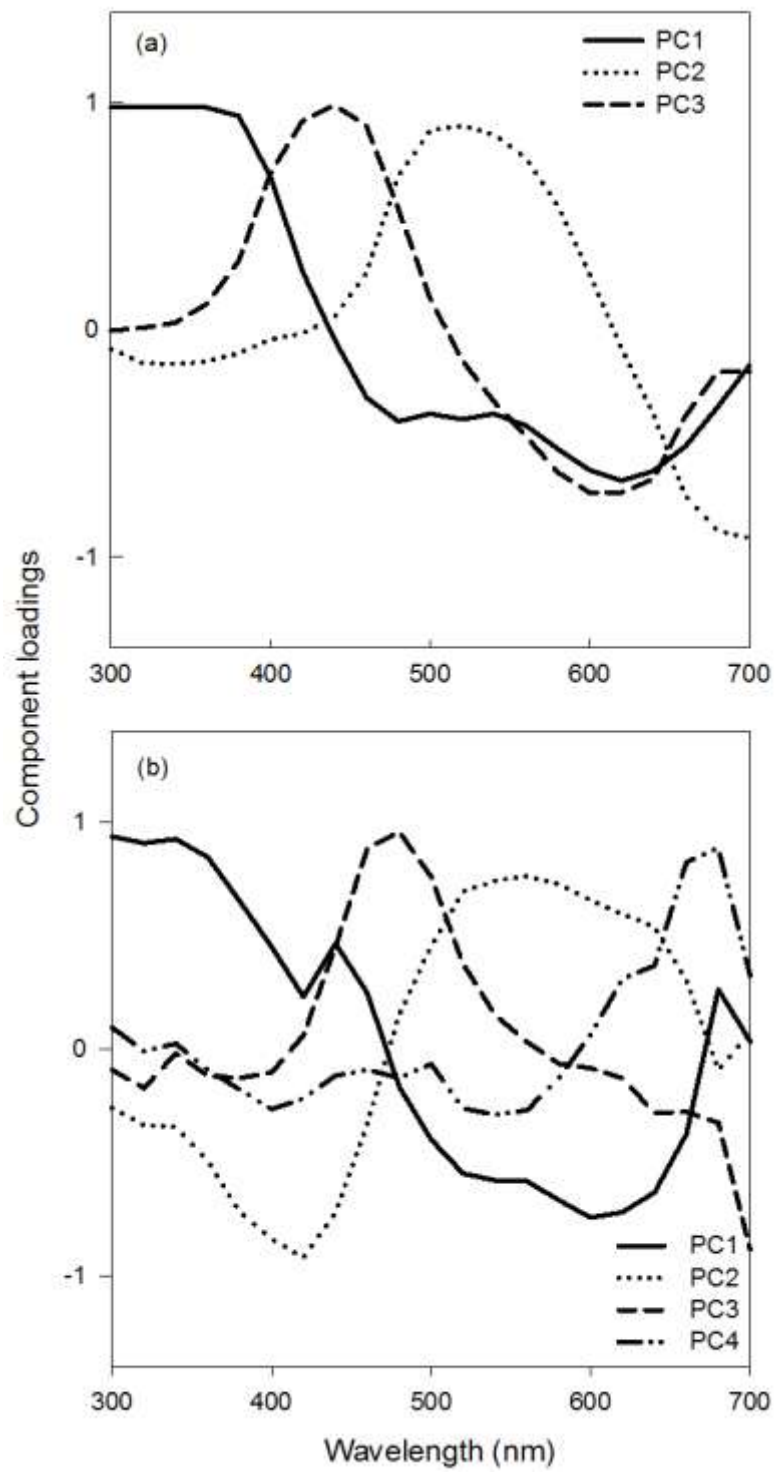 (a)
PC1
PC2
PC3
1
0
-1
300 400 500 600 700
Component loadings
(b)
1
0
-1
PC1
PC2
PC3
PC4
300 400 500 600 700
Wavelength (nm)